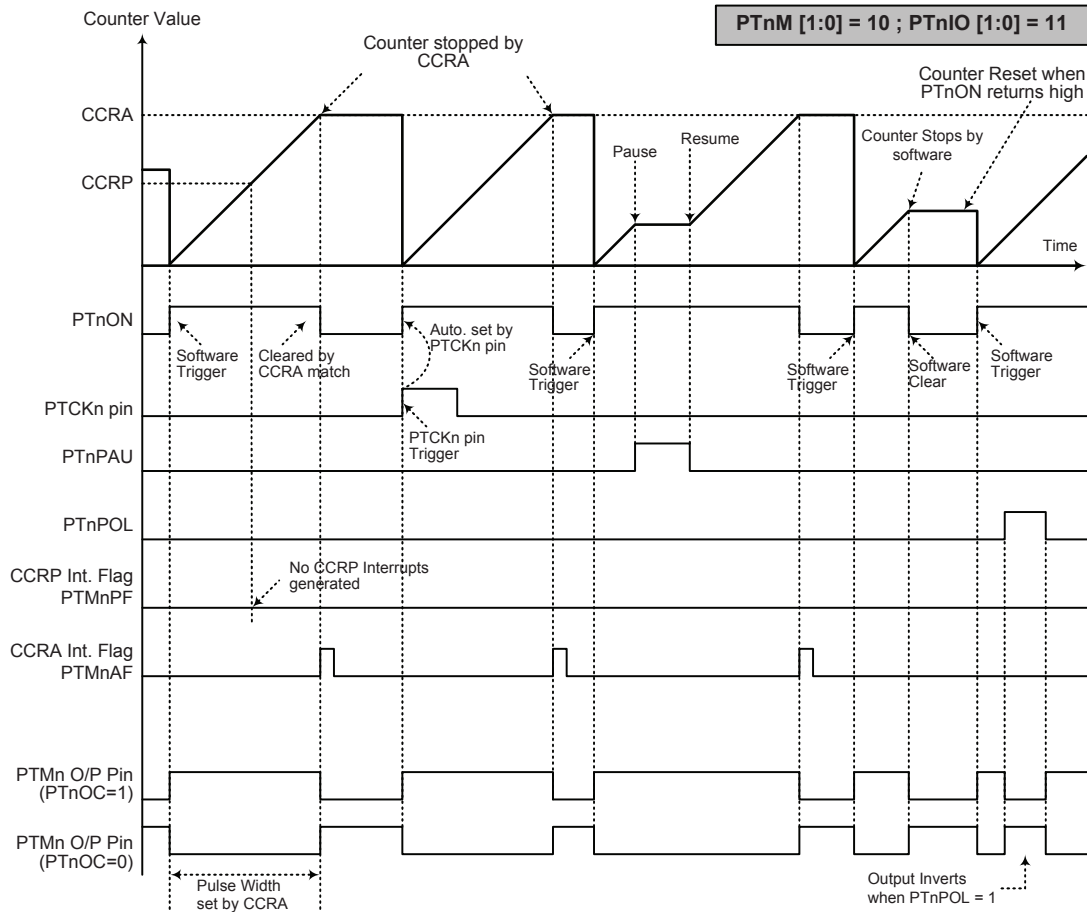 Counter Value
PTnM [1:0] = 10 ; PTnIO [1:0] = 11
Counter stopped by
CCRA
Counter Reset when
PTnON returns high
CCRA
Pause
Resume
Counter Stops by
software
CCRP
Time
PTnON
Software
Trigger
Cleared by
CCRA match
Auto. set by
PTCKn pin
Software
Trigger
Software
Trigger
Software
Clear
Software
Trigger
PTCKn pin
PTCKn pin
Trigger
PTnPAU
PTnPOL
CCRP Int. Flag
PTMnPF
No CCRP Interrupts
generated
CCRA Int. Flag
PTMnAF
PTMn O/P Pin
(PTnOC=1)
PTMn O/P Pin
(PTnOC=0)
Pulse Width
set by CCRA
Output Inverts
when PTnPOL = 1